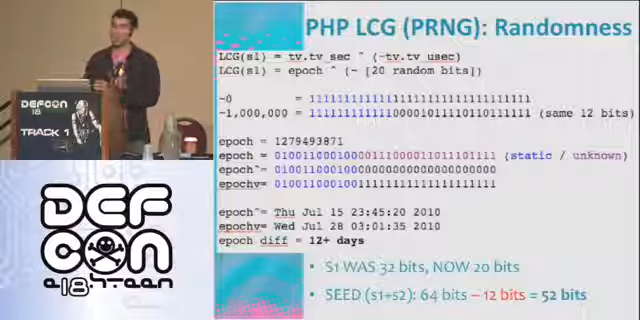 PHP LCG (PRNG): Randomness
LCG(s1) = tv.tv_sec ^ (~tv.tv_usec)
LCG(s1) = epoch ^ (~ [20 random bits])
~0 = 11111111111111111111111111111111
~1,000,000 = 11111111111100001011110110111111 (same 12 bits)
epoch = 1279493871
epoch = 01001100010000111000011011101111 (static / unknown)
epoch^= 01001100010000000000000000000000
epochv= 01001100010011111111111111111111
epoch^= Thu Jul 15 23:45:20 2010
epochv= Wed Jul 28 03:01:35 2010
epoch diff = 12+ days
• S1 WAS 32 bits, NOW 20 bits
• SEED (s1+s2): 64 bits – 12 bits = 52 bits
DEFCON
18
TRACK 1
DEF
CON
e18h-teen